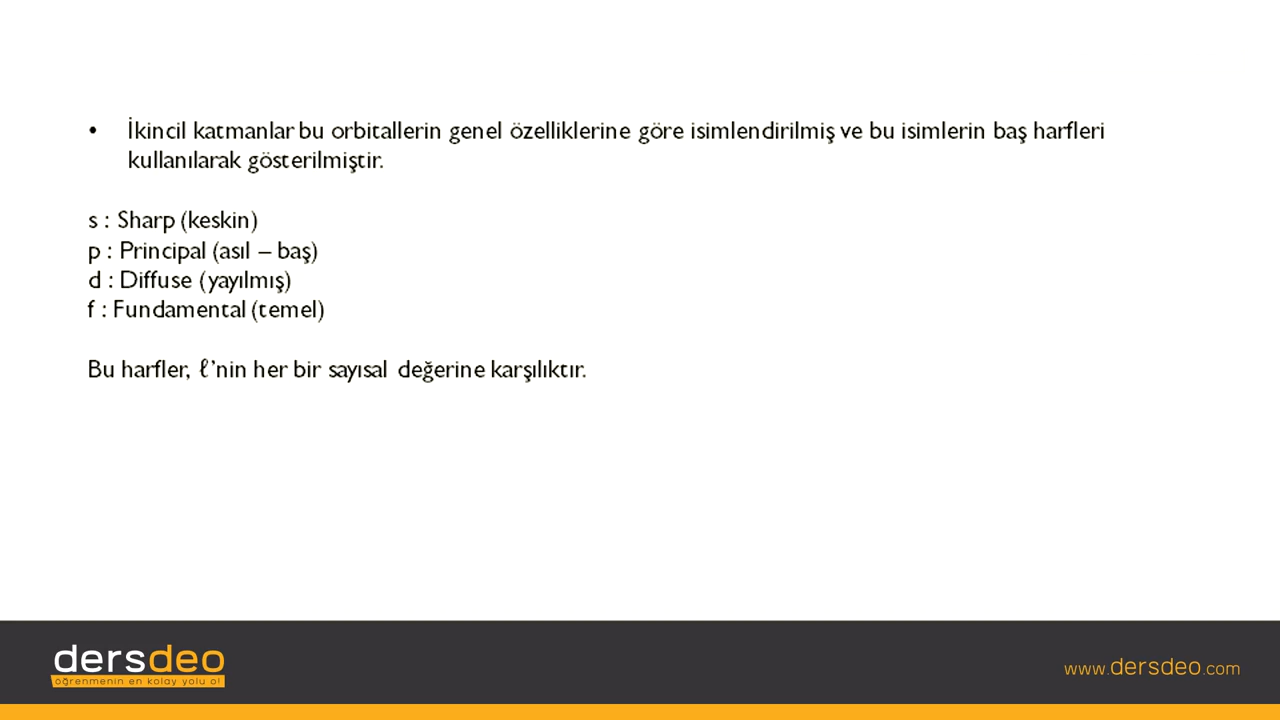 • İkincil katmanlar bu orbitallerin genel özelliklerine göre isimlendirilmiş ve bu isimlerin baş harfleri
kullanılarak gösterilmiştir.
s : Sharp (keskin)
p : Principal (asıl – baş)
d : Diffuse (yayılmış)
f : Fundamental (temel)
Bu harfler, ℓ’nin her bir sayısal değerine karşılıktır.
dersdeo
öğrenmenin en kolay yolu o!
www.dersdeo.com